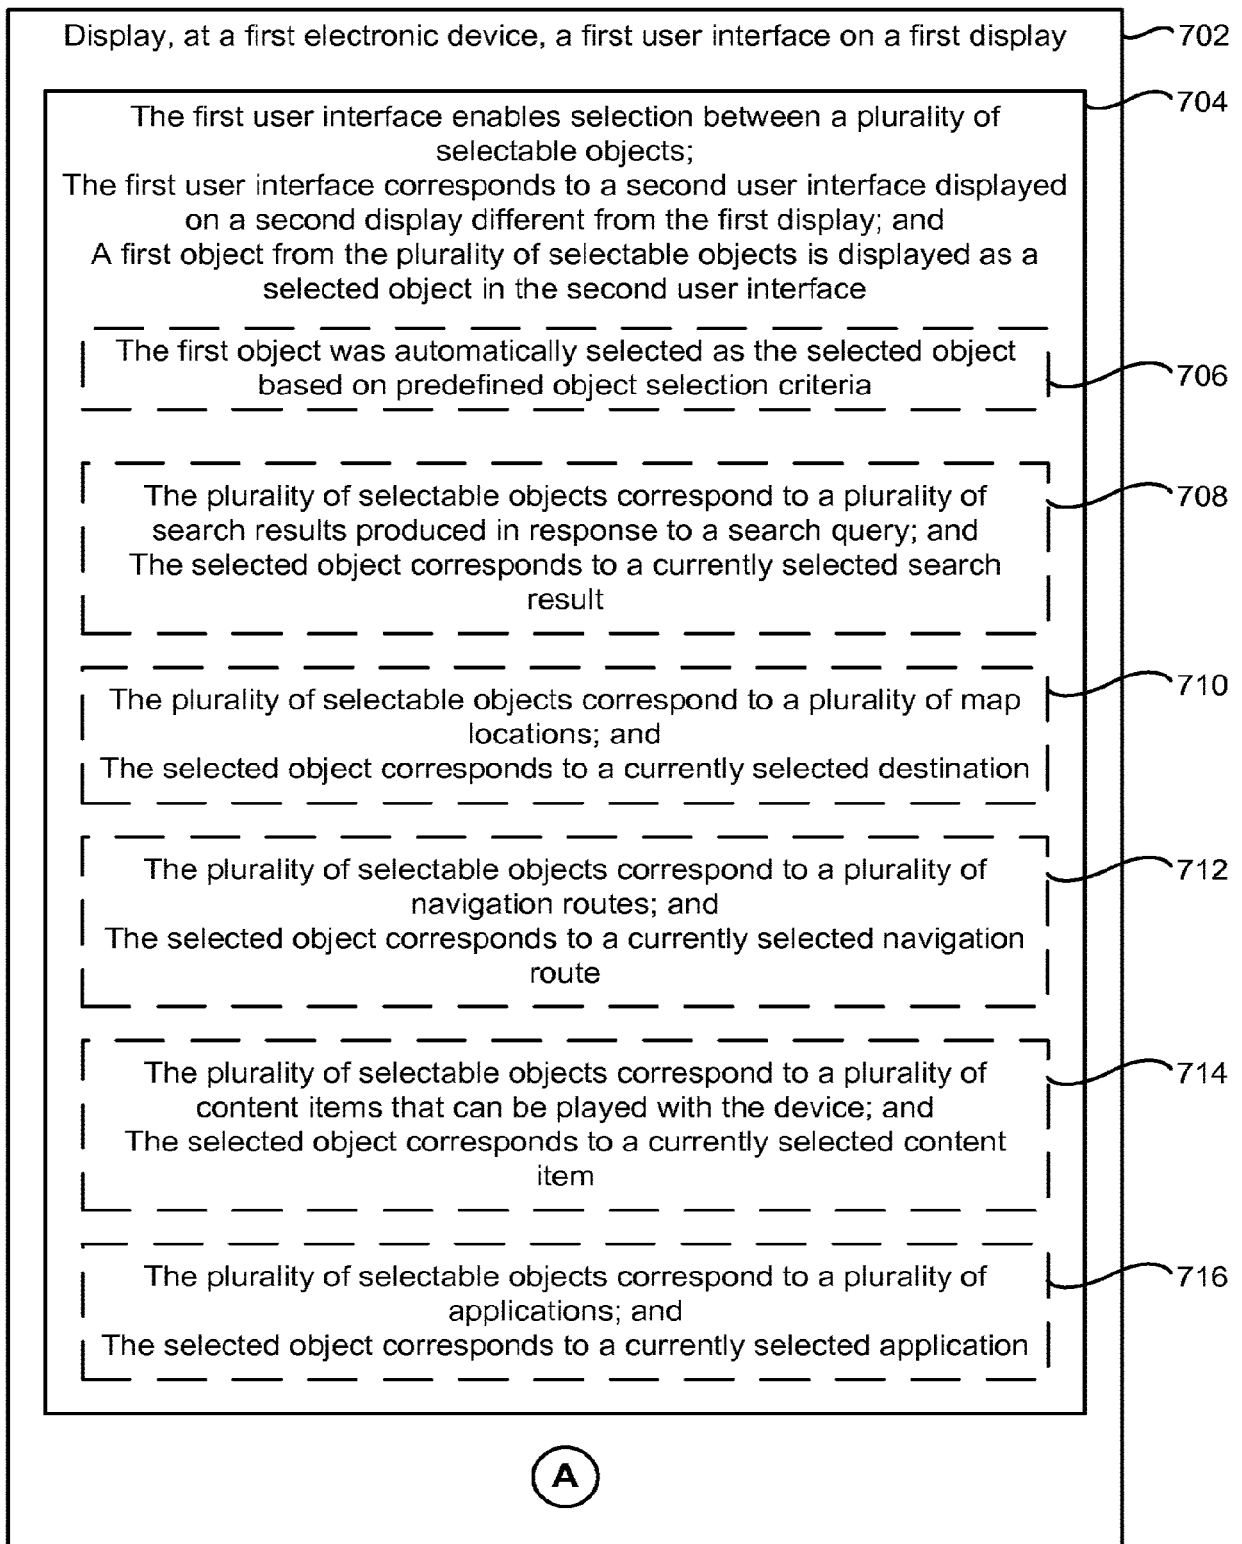 Display, at a first electronic device, a first user interface on a first display
702
704
The first user interface enables selection between a plurality of
selectable objects;
The first user interface corresponds to a second user interface displayed
on a second display different from the first display; and
A first object from the plurality of selectable objects is displayed as a
selected object in the second user interface
The first object was automatically selected as the selected object
based on predefined object selection criteria
706
The plurality of selectable objects correspond to a plurality of
search results produced in response to a search query; and
The selected object corresponds to a currently selected search
result
708
The plurality of selectable objects correspond to a plurality of map
locations; and
The selected object corresponds to a currently selected destination
710
The plurality of selectable objects correspond to a plurality of
navigation routes; and
The selected object corresponds to a currently selected navigation
route
712
The plurality of selectable objects correspond to a plurality of
content items that can be played with the device; and
The selected object corresponds to a currently selected content
item
714
The plurality of selectable objects correspond to a plurality of
applications; and
The selected object corresponds to a currently selected application
716
A